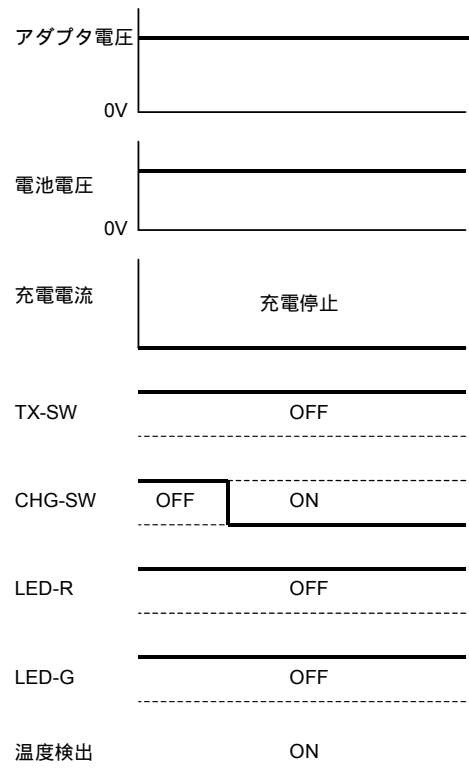 アダプタ電圧
0V
電池電圧
0V
充電電流 充電停止
TX-SW OFF
CHG-SW OFF ON
LED-R OFF
LED-G OFF
温度検出 ON